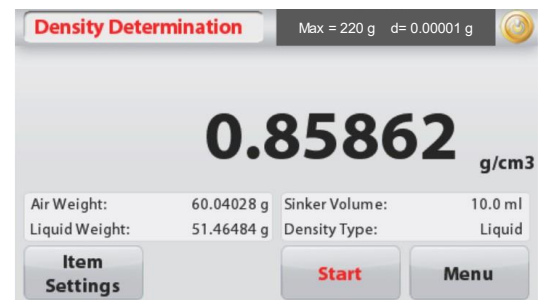 Density Determination Max = 220 g d= 0.00001 g
0.85862 g/cm3
Air Weight: 60.04028 g Sinker Volume: 10.0 ml
Liquid Weight: 51.46484 g Density Type: Liquid
Item Settings Start Menu